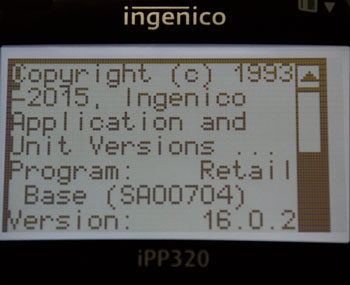 ingenico
Copyright (c) 1993
-2015, Ingenico
Application and
Unit Versions ...
Program: Retail
Base (SA00704)
Version: 16.0.2
iPP320